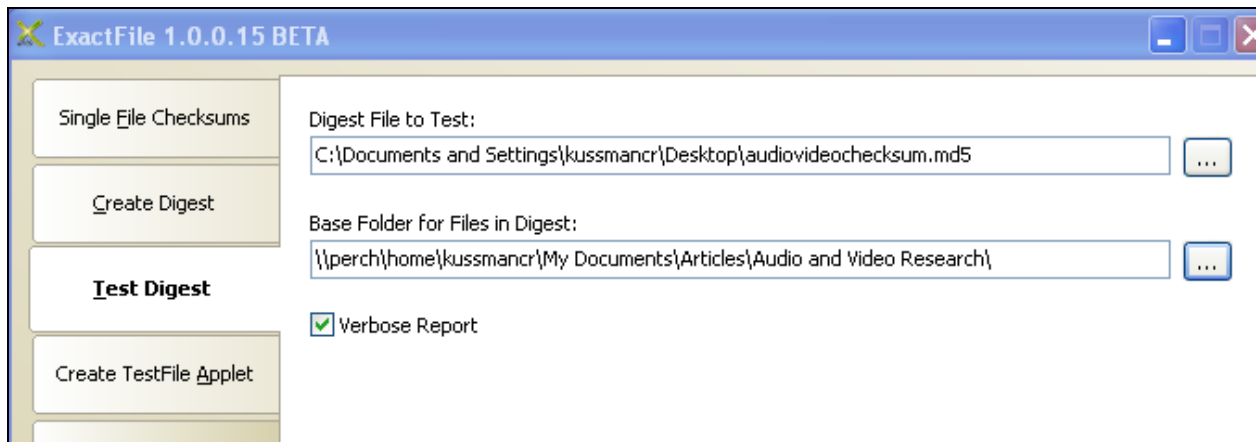 ExactFile 1.0.0.15 BETA
Single File Checksums
Create Digest
Test Digest
Create TestFile Applet
Digest File to Test:
C:\Documents and Settings\kussmancr\Desktop\audiovideochecksum.md5
...
Base Folder for Files in Digest:
\\perch\home\kussmancr\My Documents\Articles\Audio and Video Research\
...
Verbose Report